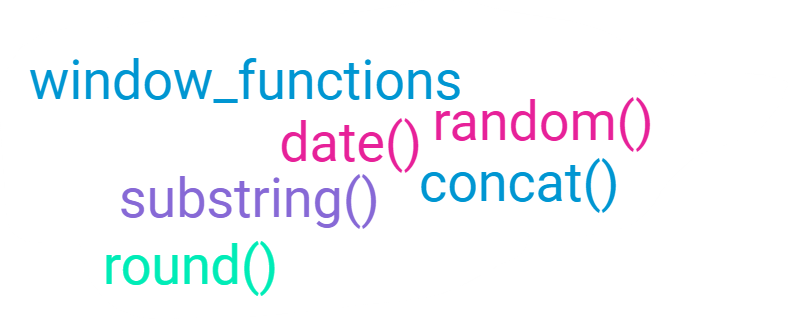 window_functions
random()
date()
concat()
substring()
round()